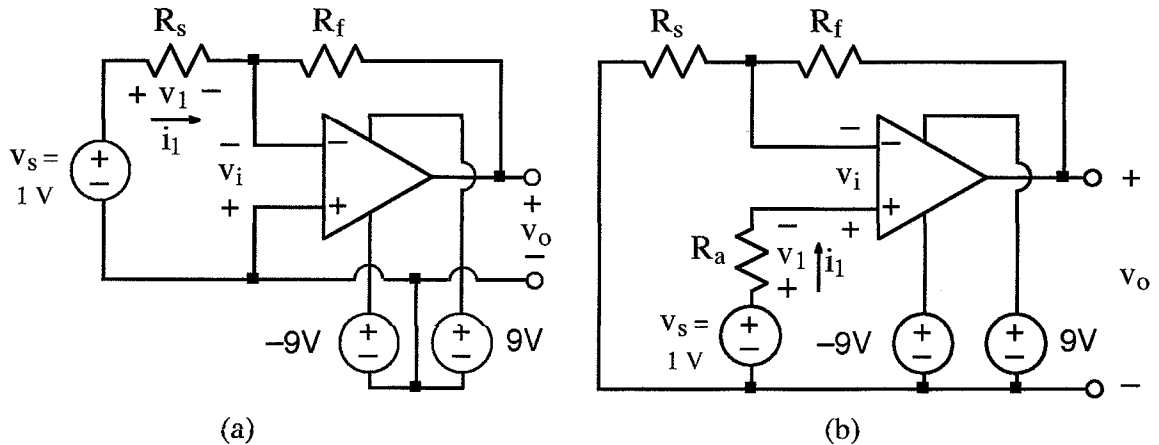 R_s R_f
+ v_1 −
i_1
v_s =
1 V
+
−
−
v_i
+
−
+
+
v_o
−
−9V
+
−
+
−
9V
(a)
R_s R_f
−
v_i
+
−
+
+
R_a
−
v_1
+
i_1
v_s =
1 V
+
−
−9V
+
−
+
−
9V
v_o
−
(b)